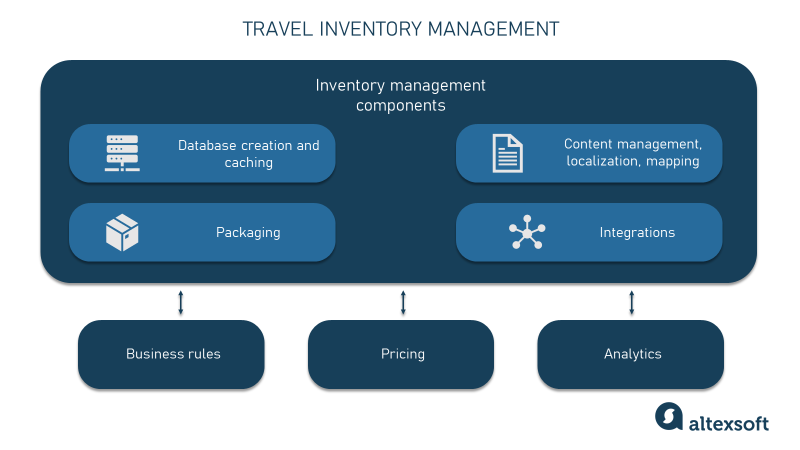 TRAVEL INVENTORY MANAGEMENT
Inventory management
components
Database creation and
caching
Content management,
localization, mapping
Packaging
Integrations
Business rules
Pricing
Analytics
altexsoft